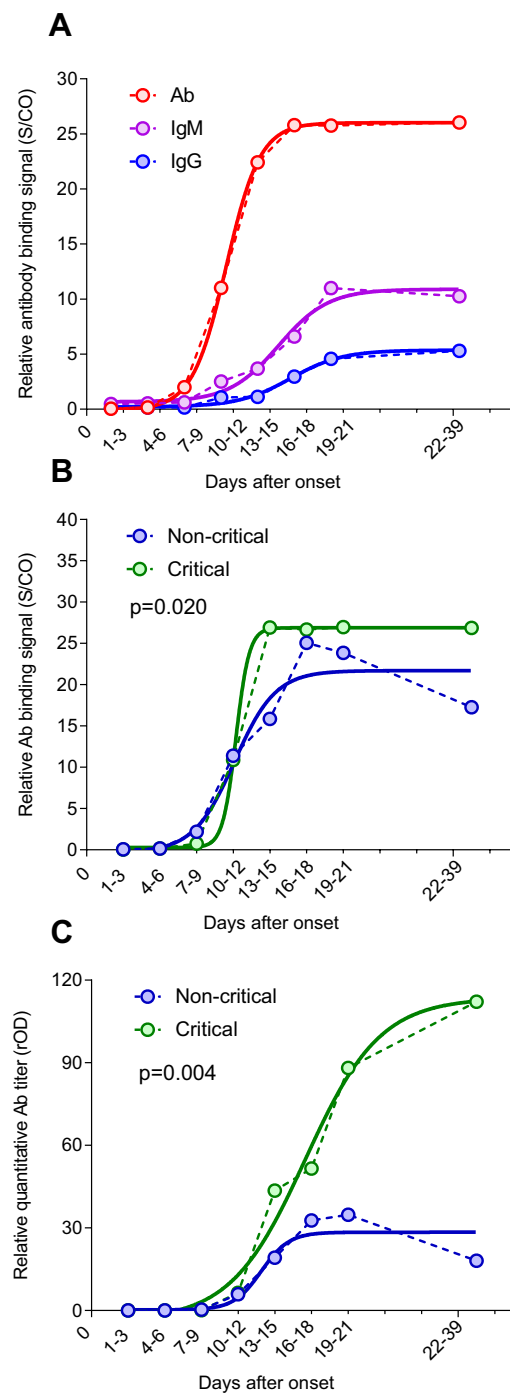 A
Relative antibody binding signal (S/CO)
30
25
20
15
10
5
0
Ab
IgM
IgG
0
1-3
4-6
7-9
10-12
13-15
16-18
19-21
22-39
Days after onset
B
Relative Ab binding signal (S/CO)
40
35
30
25
20
15
10
5
0
Non-critical
Critical
p=0.020
0
1-3
4-6
7-9
10-12
13-15
16-18
19-21
22-39
Days after onset
C
Relative quantitative Ab titer (rOD)
120
90
60
30
0
Non-critical
Critical
p=0.004
0
1-3
4-6
7-9
10-12
13-15
16-18
19-21
22-39
Days after onset